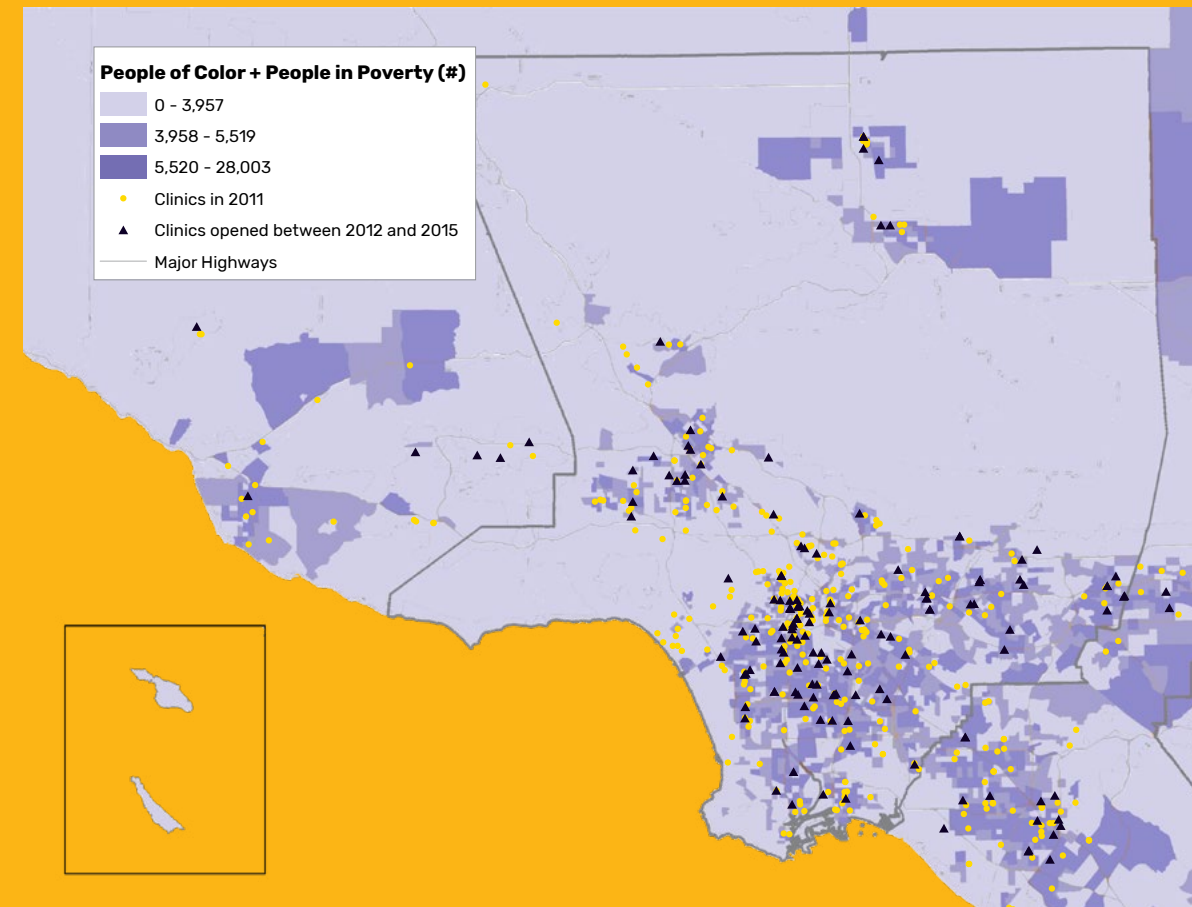 People of Color + People in Poverty (#)
0 - 3,957
3,958 - 5,519
5,520 - 28,003
Clinics in 2011
Clinics opened between 2012 and 2015
Major Highways